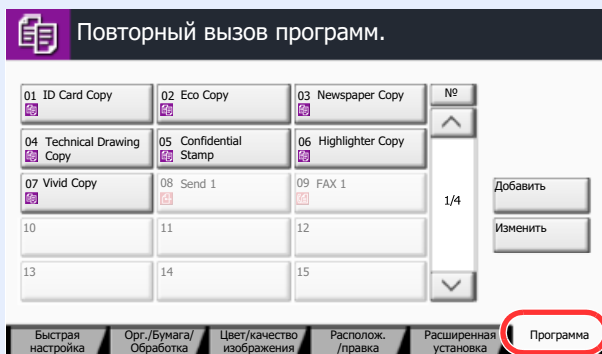 Повторный вызов программ.
01 ID Card Copy
02 Eco Copy
03 Newspaper Copy
№
04 Technical Drawing
Copy
05 Confidential
Stamp
06 Highlighter Copy
07 Vivid Copy
08 Send 1
09 FAX 1
1/4
Добавить
10
11
12
Изменить
13
14
15
Быстрая
настройка
Орг./Бумага/
Обработка
Цвет/качество
изображения
Располож.
/правка
Расширенная
установка
Программа